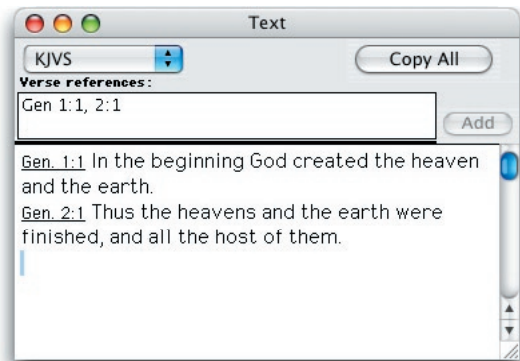 Text
KJVS
Copy All
Verse references:
Gen 1:1, 2:1
Add
Gen. 1:1 In the beginning God created the heaven
and the earth.
Gen. 2:1 Thus the heavens and the earth were
finished, and all the host of them.